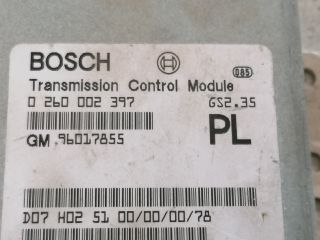 BOSCH 085
Transmission Control Module
0 260 002 397 GS2.35
GM 96017855 PL
D07 H02 51 00/00/00/78